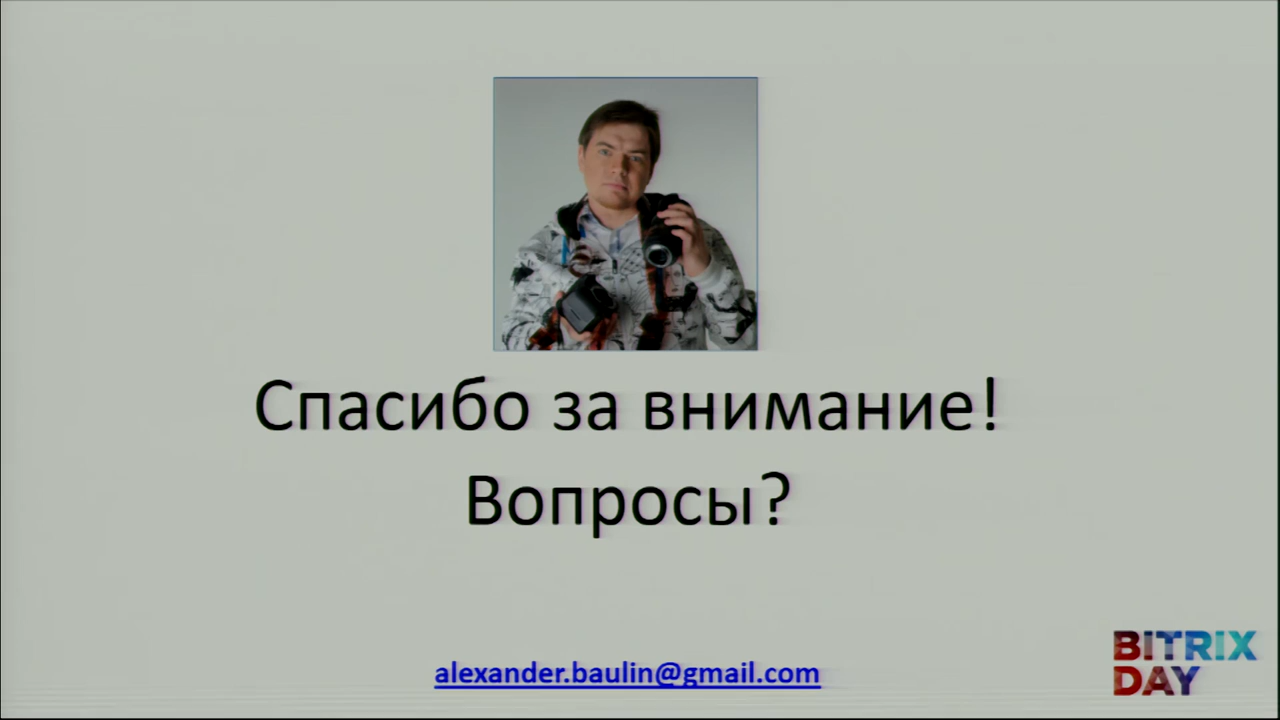 Спасибо за внимание!
Вопросы?
alexander.baulin@gmail.com
BITRIX
DAY